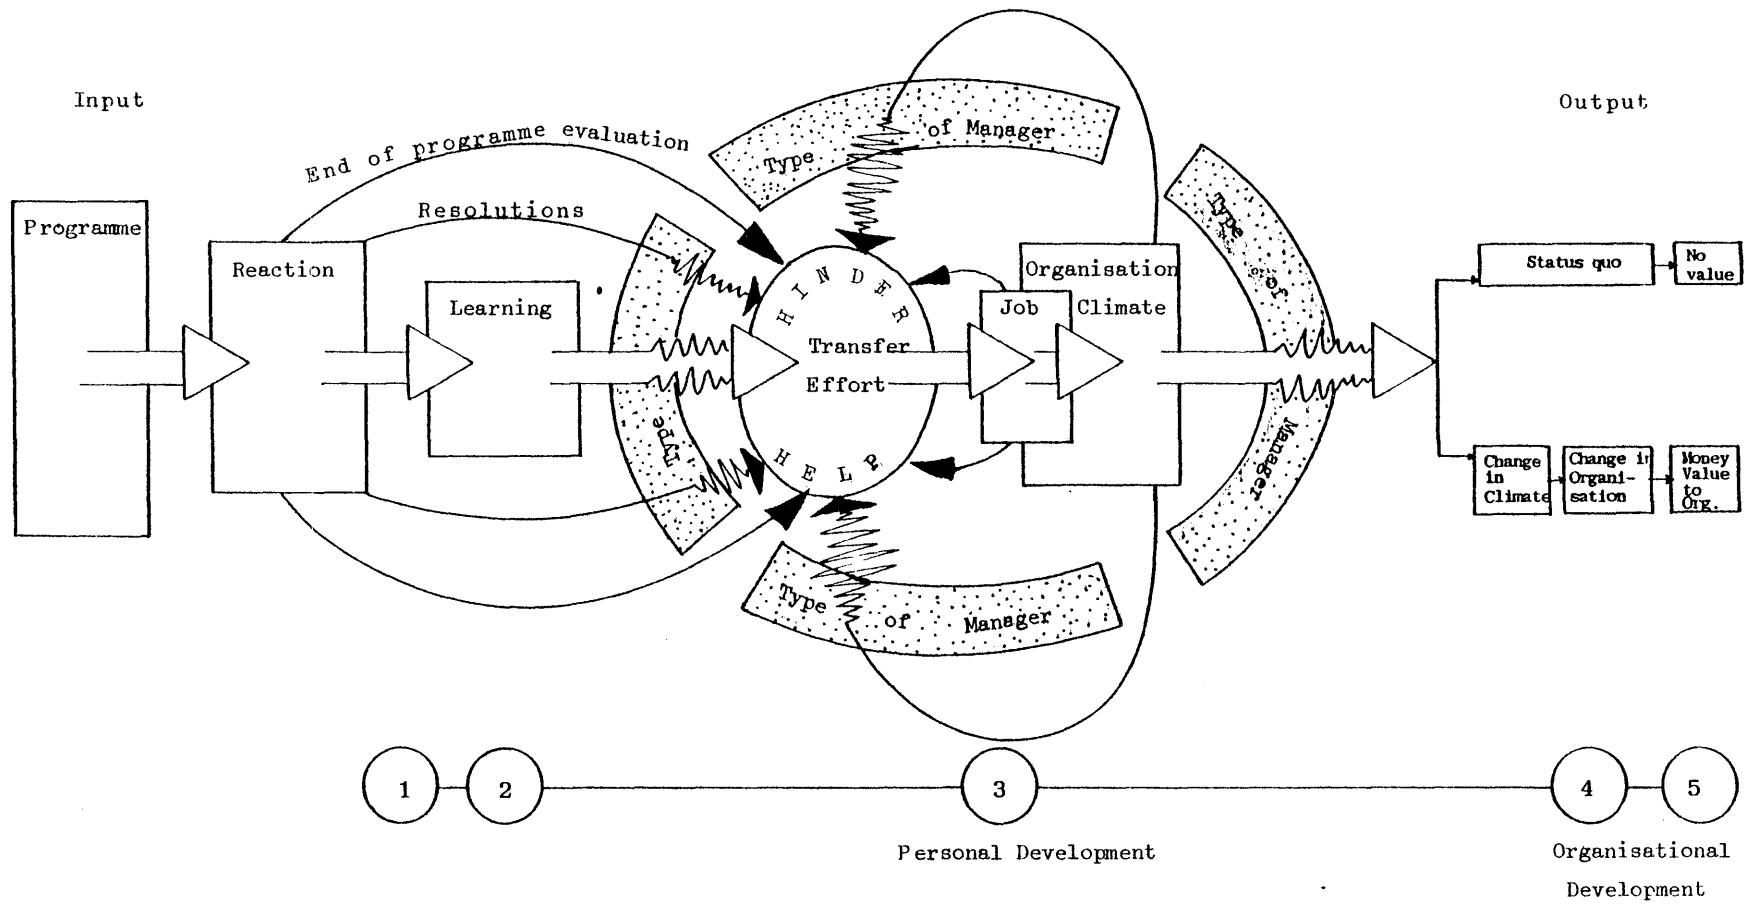 Input
Output
End of programme evaluation
Resolutions
Programme
Reaction
Learning
Type
Type of Manager
HINDER
Transfer
Effort
HELP
Type of Manager
Organisation
Climate
Job
Type of Manager
Status quo
No
value
Change
in
Climate
Change in
Organi-
sation
Money
Value
to
Org.
1
2
3
4
5
Personal Development
Organisational
Development